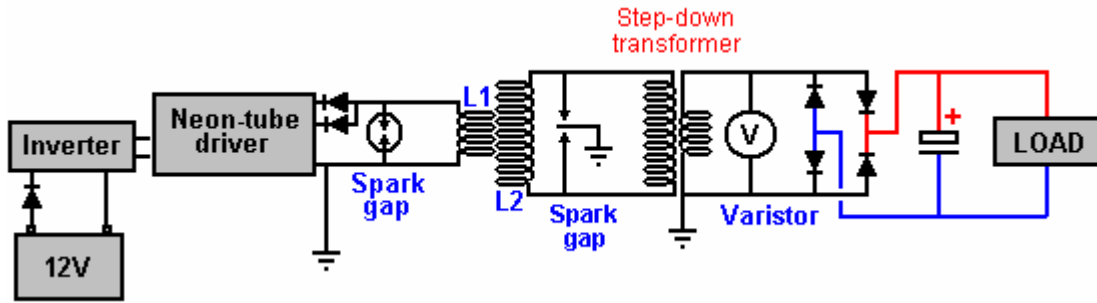 Step-down
transformer
Neon-tube
driver
Inverter
12V
Spark
gap
L1
L2
Spark
gap
V
Varistor
+
LOAD